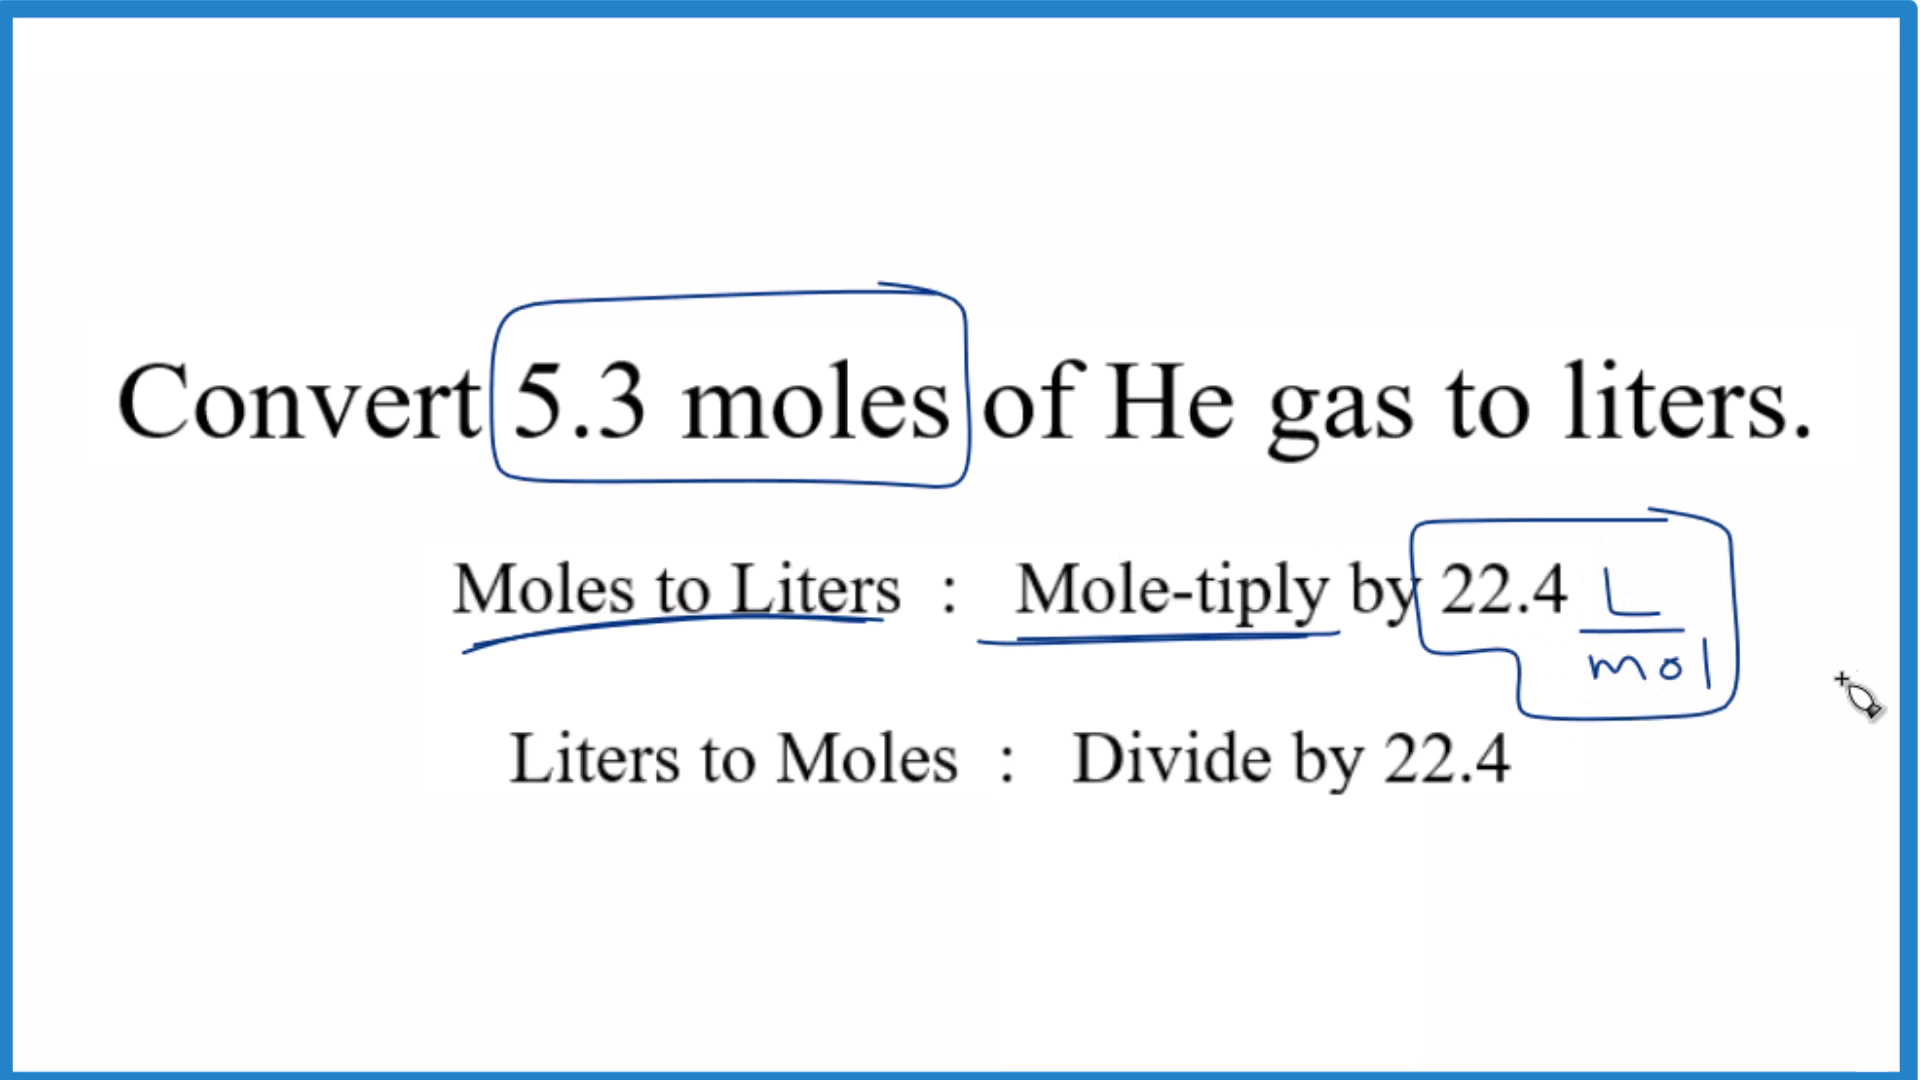 Convert 5.3 moles of He gas to liters.
Moles to Liters : Mole-tiply by 22.4 L/mol
Liters to Moles : Divide by 22.4